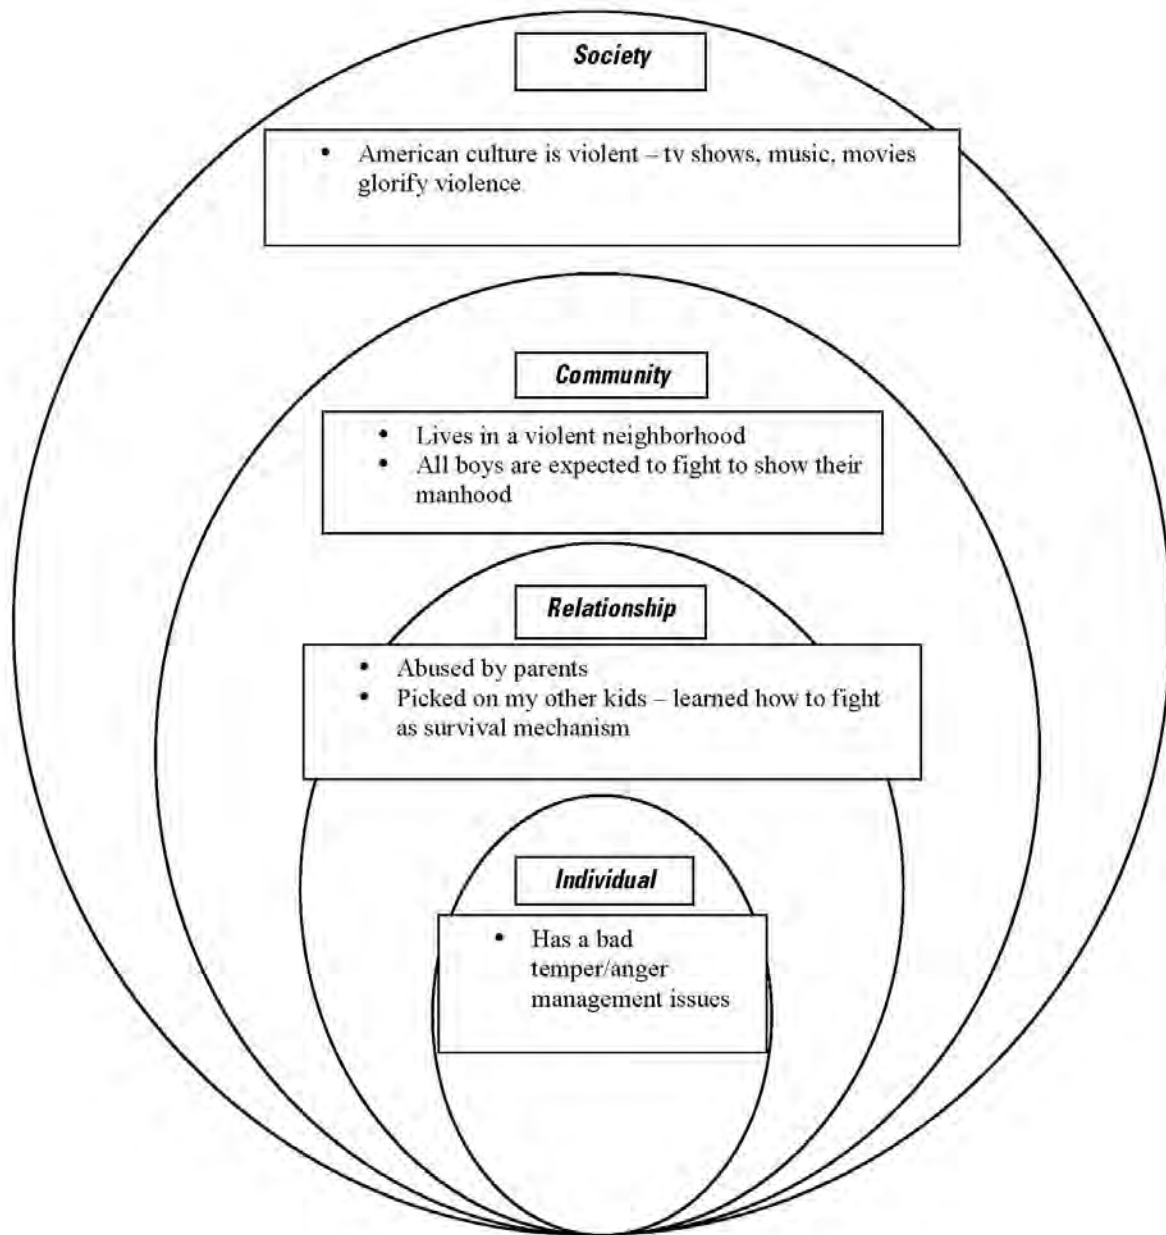 Society
• American culture is violent – tv shows, music, movies
glorify violence
Community
• Lives in a violent neighborhood
• All boys are expected to fight to show their
manhood
Relationship
• Abused by parents
• Picked on my other kids – learned how to fight
as survival mechanism
Individual
• Has a bad
temper/anger
management issues